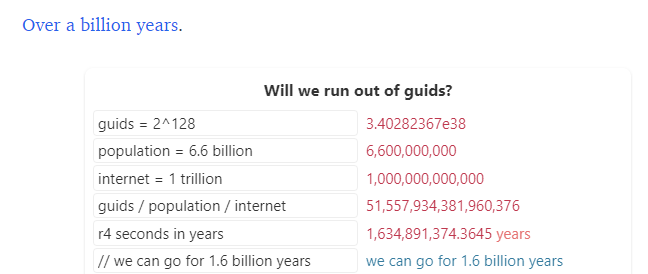 Over a billion years.
Will we run out of guids?
guids = 2^128 3.40282367e38
population = 6.6 billion 6,600,000,000
internet = 1 trillion 1,000,000,000,000
guids / population / internet 51,557,934,381,960,376
r4 seconds in years 1,634,891,374.3645 years
// we can go for 1.6 billion years we can go for 1.6 billion years